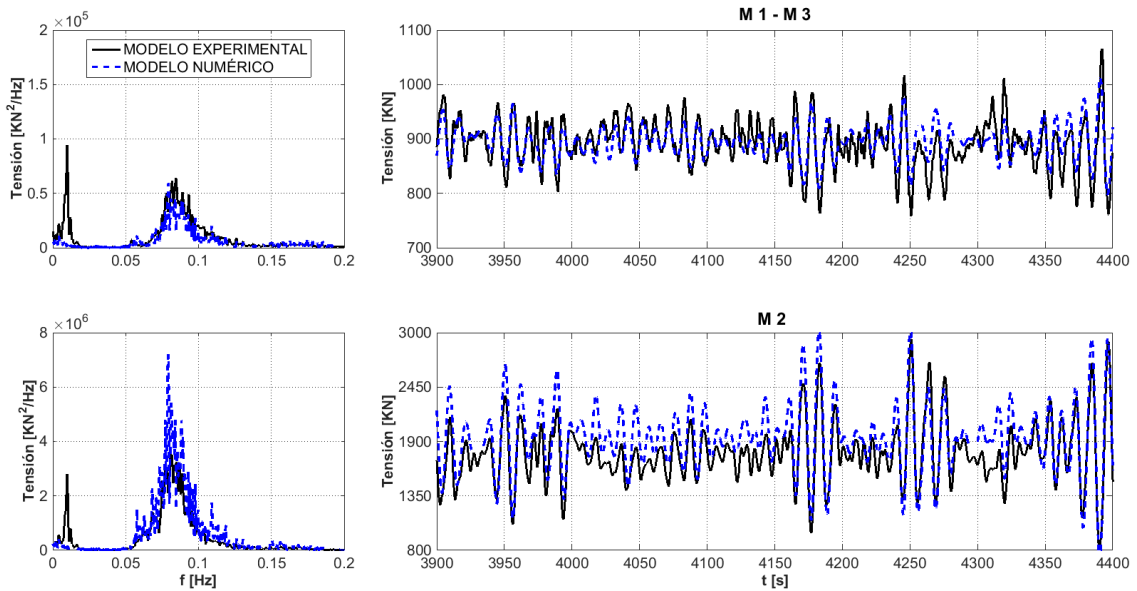 ×10⁵
2
1.5
1
0.5
0
Tensión [KN²/Hz]
MODELO EXPERIMENTAL
MODELO NUMÉRICO
0 0.05 0.1 0.15 0.2
M 1 - M 3
1100
1000
900
800
700
Tensión [KN]
3900 3950 4000 4050 4100 4150 4200 4250 4300 4350 4400
×10⁶
8
6
4
2
0
Tensión [KN²/Hz]
0 0.05 0.1 0.15 0.2
f [Hz]
M 2
3000
2450
1900
1350
800
Tensión [KN]
3900 3950 4000 4050 4100 4150 4200 4250 4300 4350 4400
t [s]